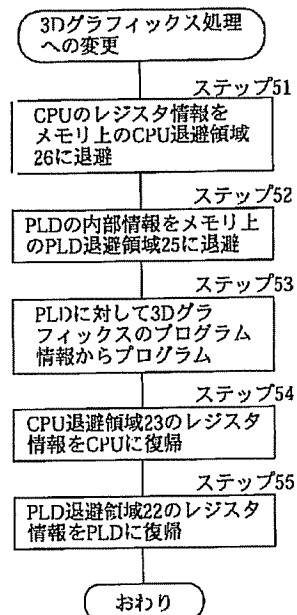 3Dグラフィックス処理
への変更
ステップ51
CPUのレジスタ情報を
メモリ上のCPU退避領域
26に退避
ステップ52
PLDの内部情報をメモリ上
のPLD退避領域25に退避
ステップ53
PLDに対して3Dグラ
フィックスのプログラム
情報からプログラム
ステップ54
CPU退避領域23のレジスタ
情報をCPUに復帰
ステップ55
PLD退避領域22のレジスタ
情報をPLDに復帰
おわり